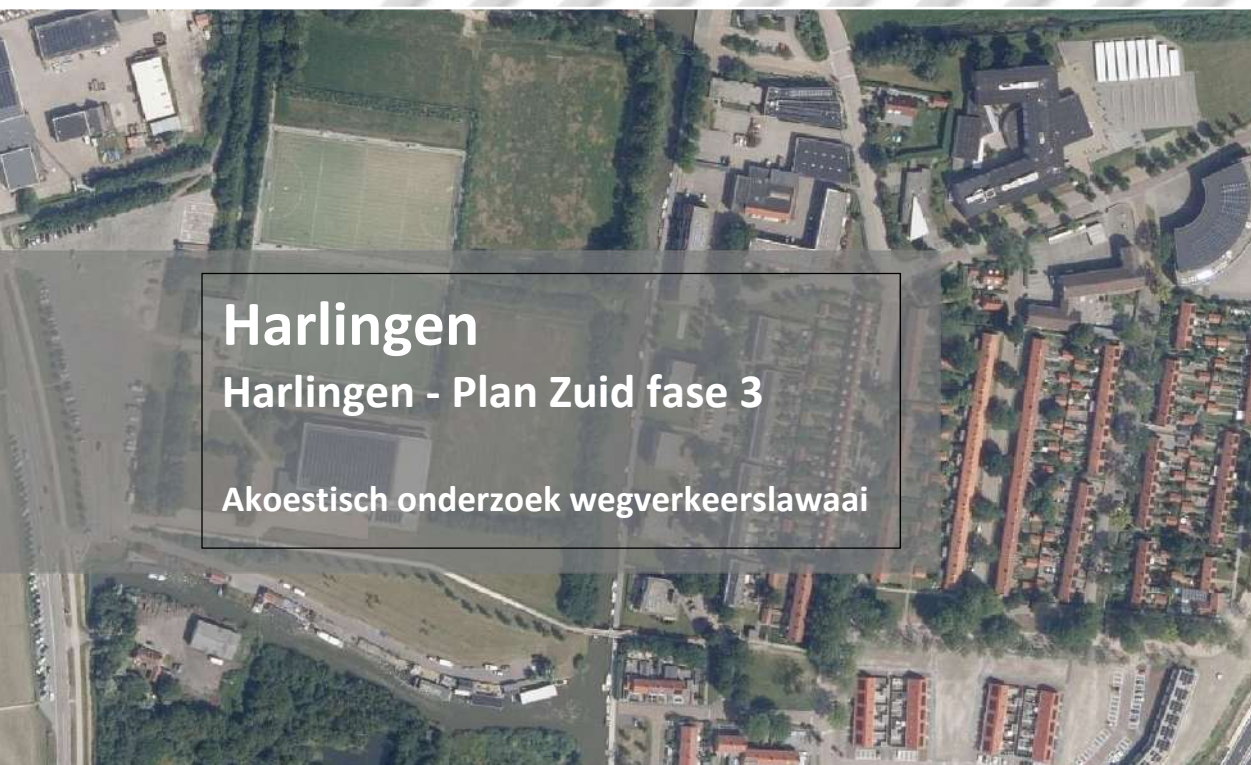 Harlingen
Harlingen - Plan Zuid fase 3
Akoestisch onderzoek wegverkeerslawaai